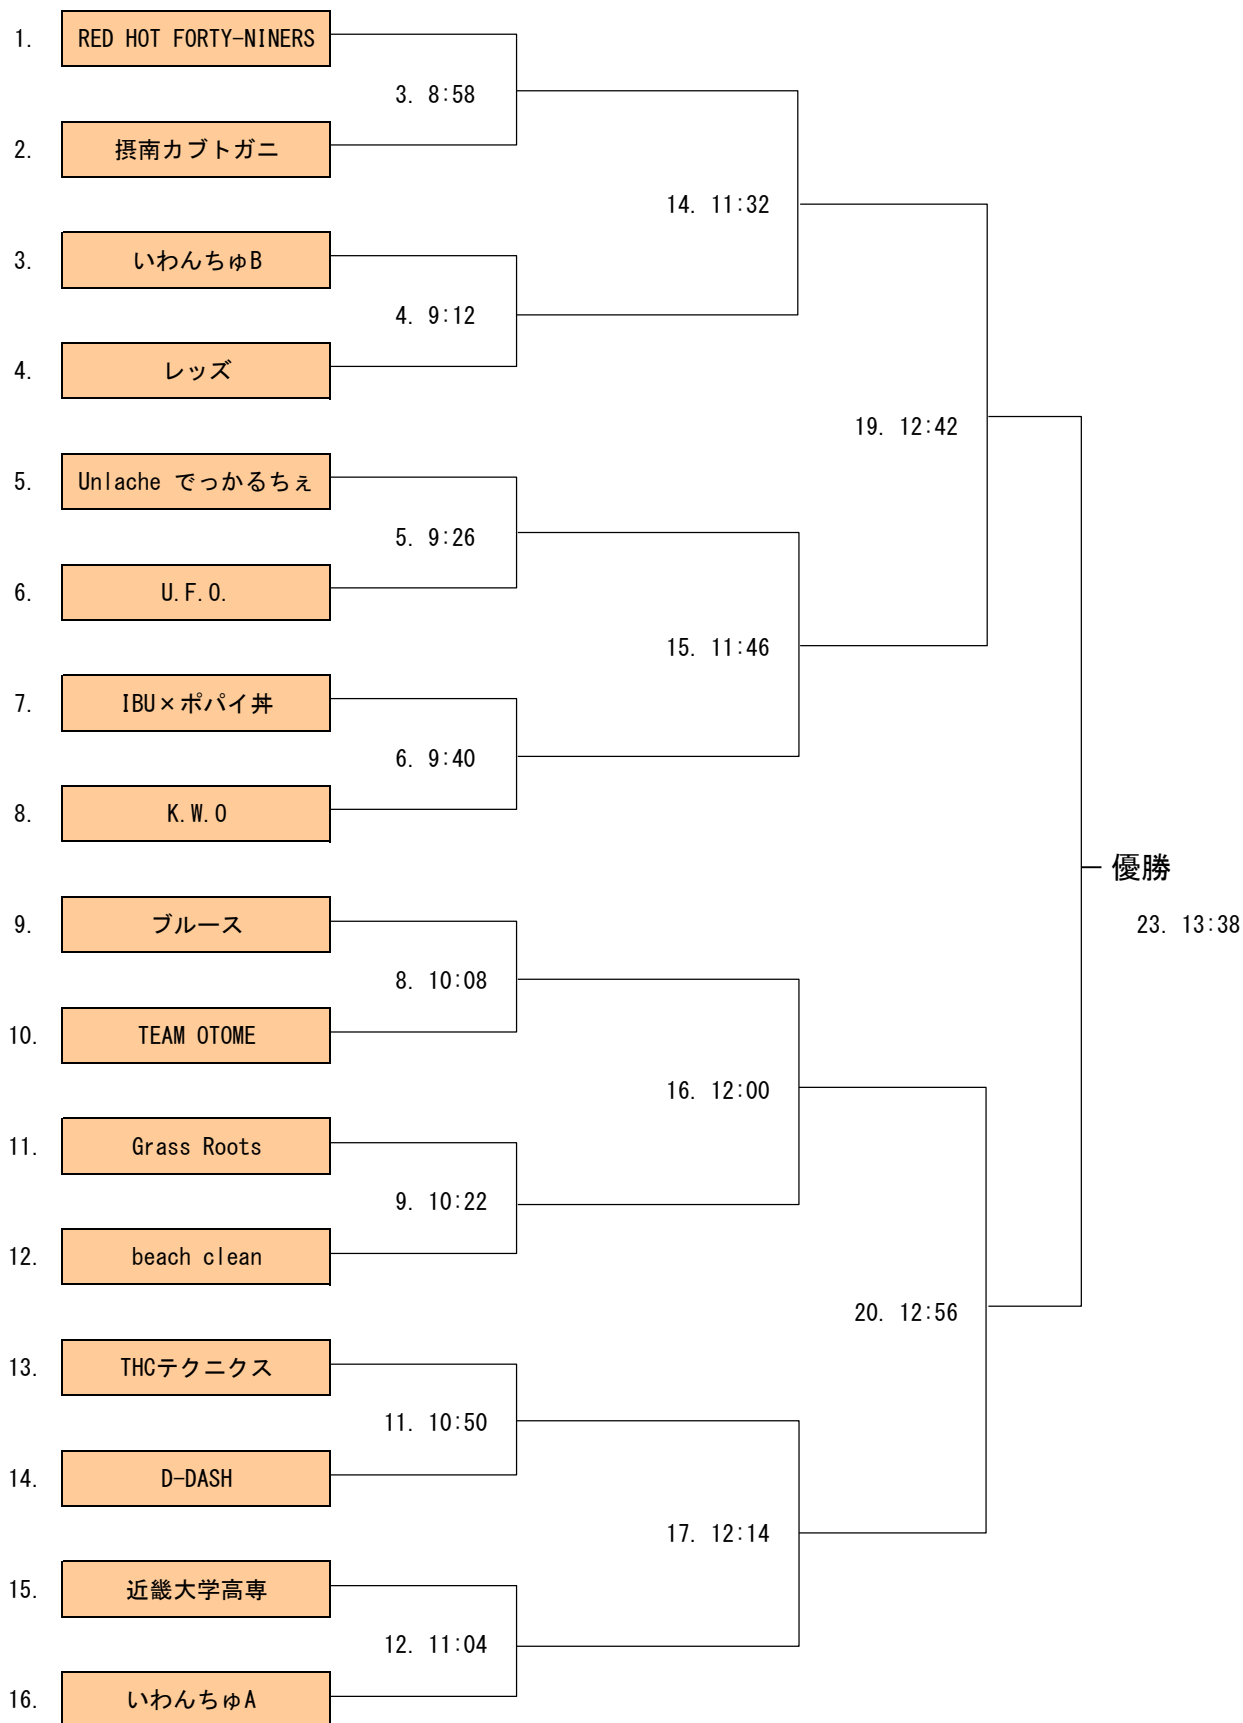 1. RED HOT FORTY-NINERS
3. 8:58
2. 摂南カブトガニ
14. 11:32
3. いわんちゅB
4. 9:12
4. レッズ
19. 12:42
5. Unlache でっかるちぇ
5. 9:26
6. U.F.O.
15. 11:46
7. IBU×ポパイ丼
6. 9:40
8. K.W.O
優勝
9. ブルース
23. 13:38
8. 10:08
10. TEAM OTOME
16. 12:00
11. Grass Roots
9. 10:22
12. beach clean
20. 12:56
13. THCテクニクス
11. 10:50
14. D-DASH
17. 12:14
15. 近畿大学高専
12. 11:04
16. いわんちゅA